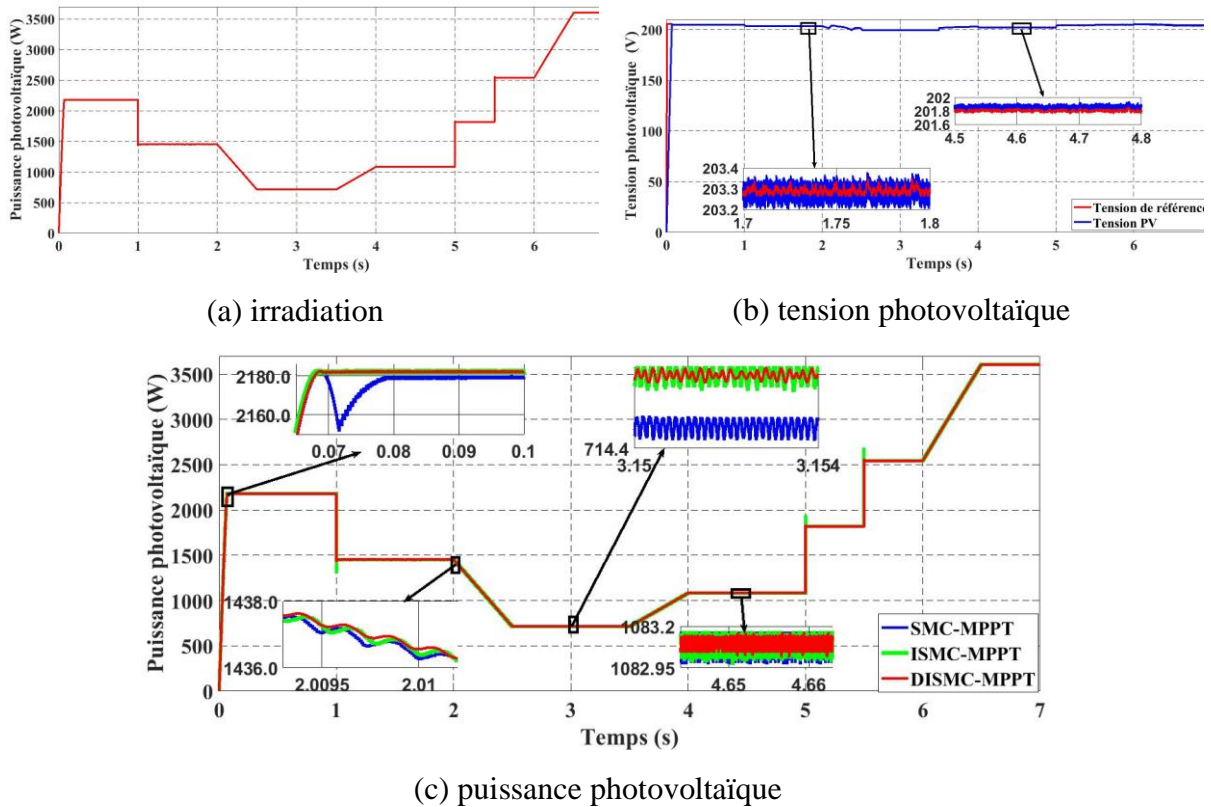 3500
3000
2500
2000
1500
1000
500
0
Puissance photovoltaïque (W)
0 1 2 3 4 5 6
Temps (s)
(a) irradiation
200
150
100
50
0
Tension photovoltaïque (V)
202
201.8
201.6
4.5 4.6 4.7 4.8
203.4
203.3
203.2
1.7 1.75 1.8
Tension de référence
Tension PV
0 1 2 3 4 5 6 7
Temps (s)
(b) tension photovoltaïque
3500
3000
2500
2000
1500
1000
500
0
Puissance photovoltaïque (W)
2180.0
2160.0
0.07 0.08 0.09 0.1
714.4
3.15 3.154
1438.0
1436.0
2.0095 2.01
1083.2
1082.95
4.65 4.66
SMC-MPPT
ISMC-MPPT
DISMC-MPPT
0 1 2 3 4 5 6 7
Temps (s)
(c) puissance photovoltaïque